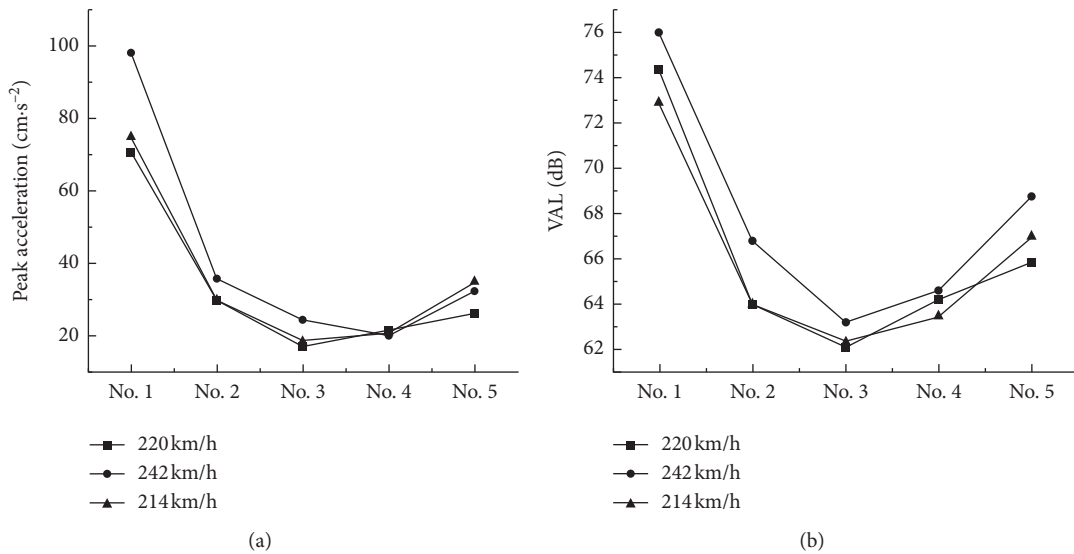 100
80
60
40
20
Peak acceleration (cm·s⁻²)
No. 1 No. 2 No. 3 No. 4 No. 5
220 km/h
242 km/h
214 km/h
(a)
76
74
72
70
68
66
64
62
VAL (dB)
No. 1 No. 2 No. 3 No. 4 No. 5
220 km/h
242 km/h
214 km/h
(b)